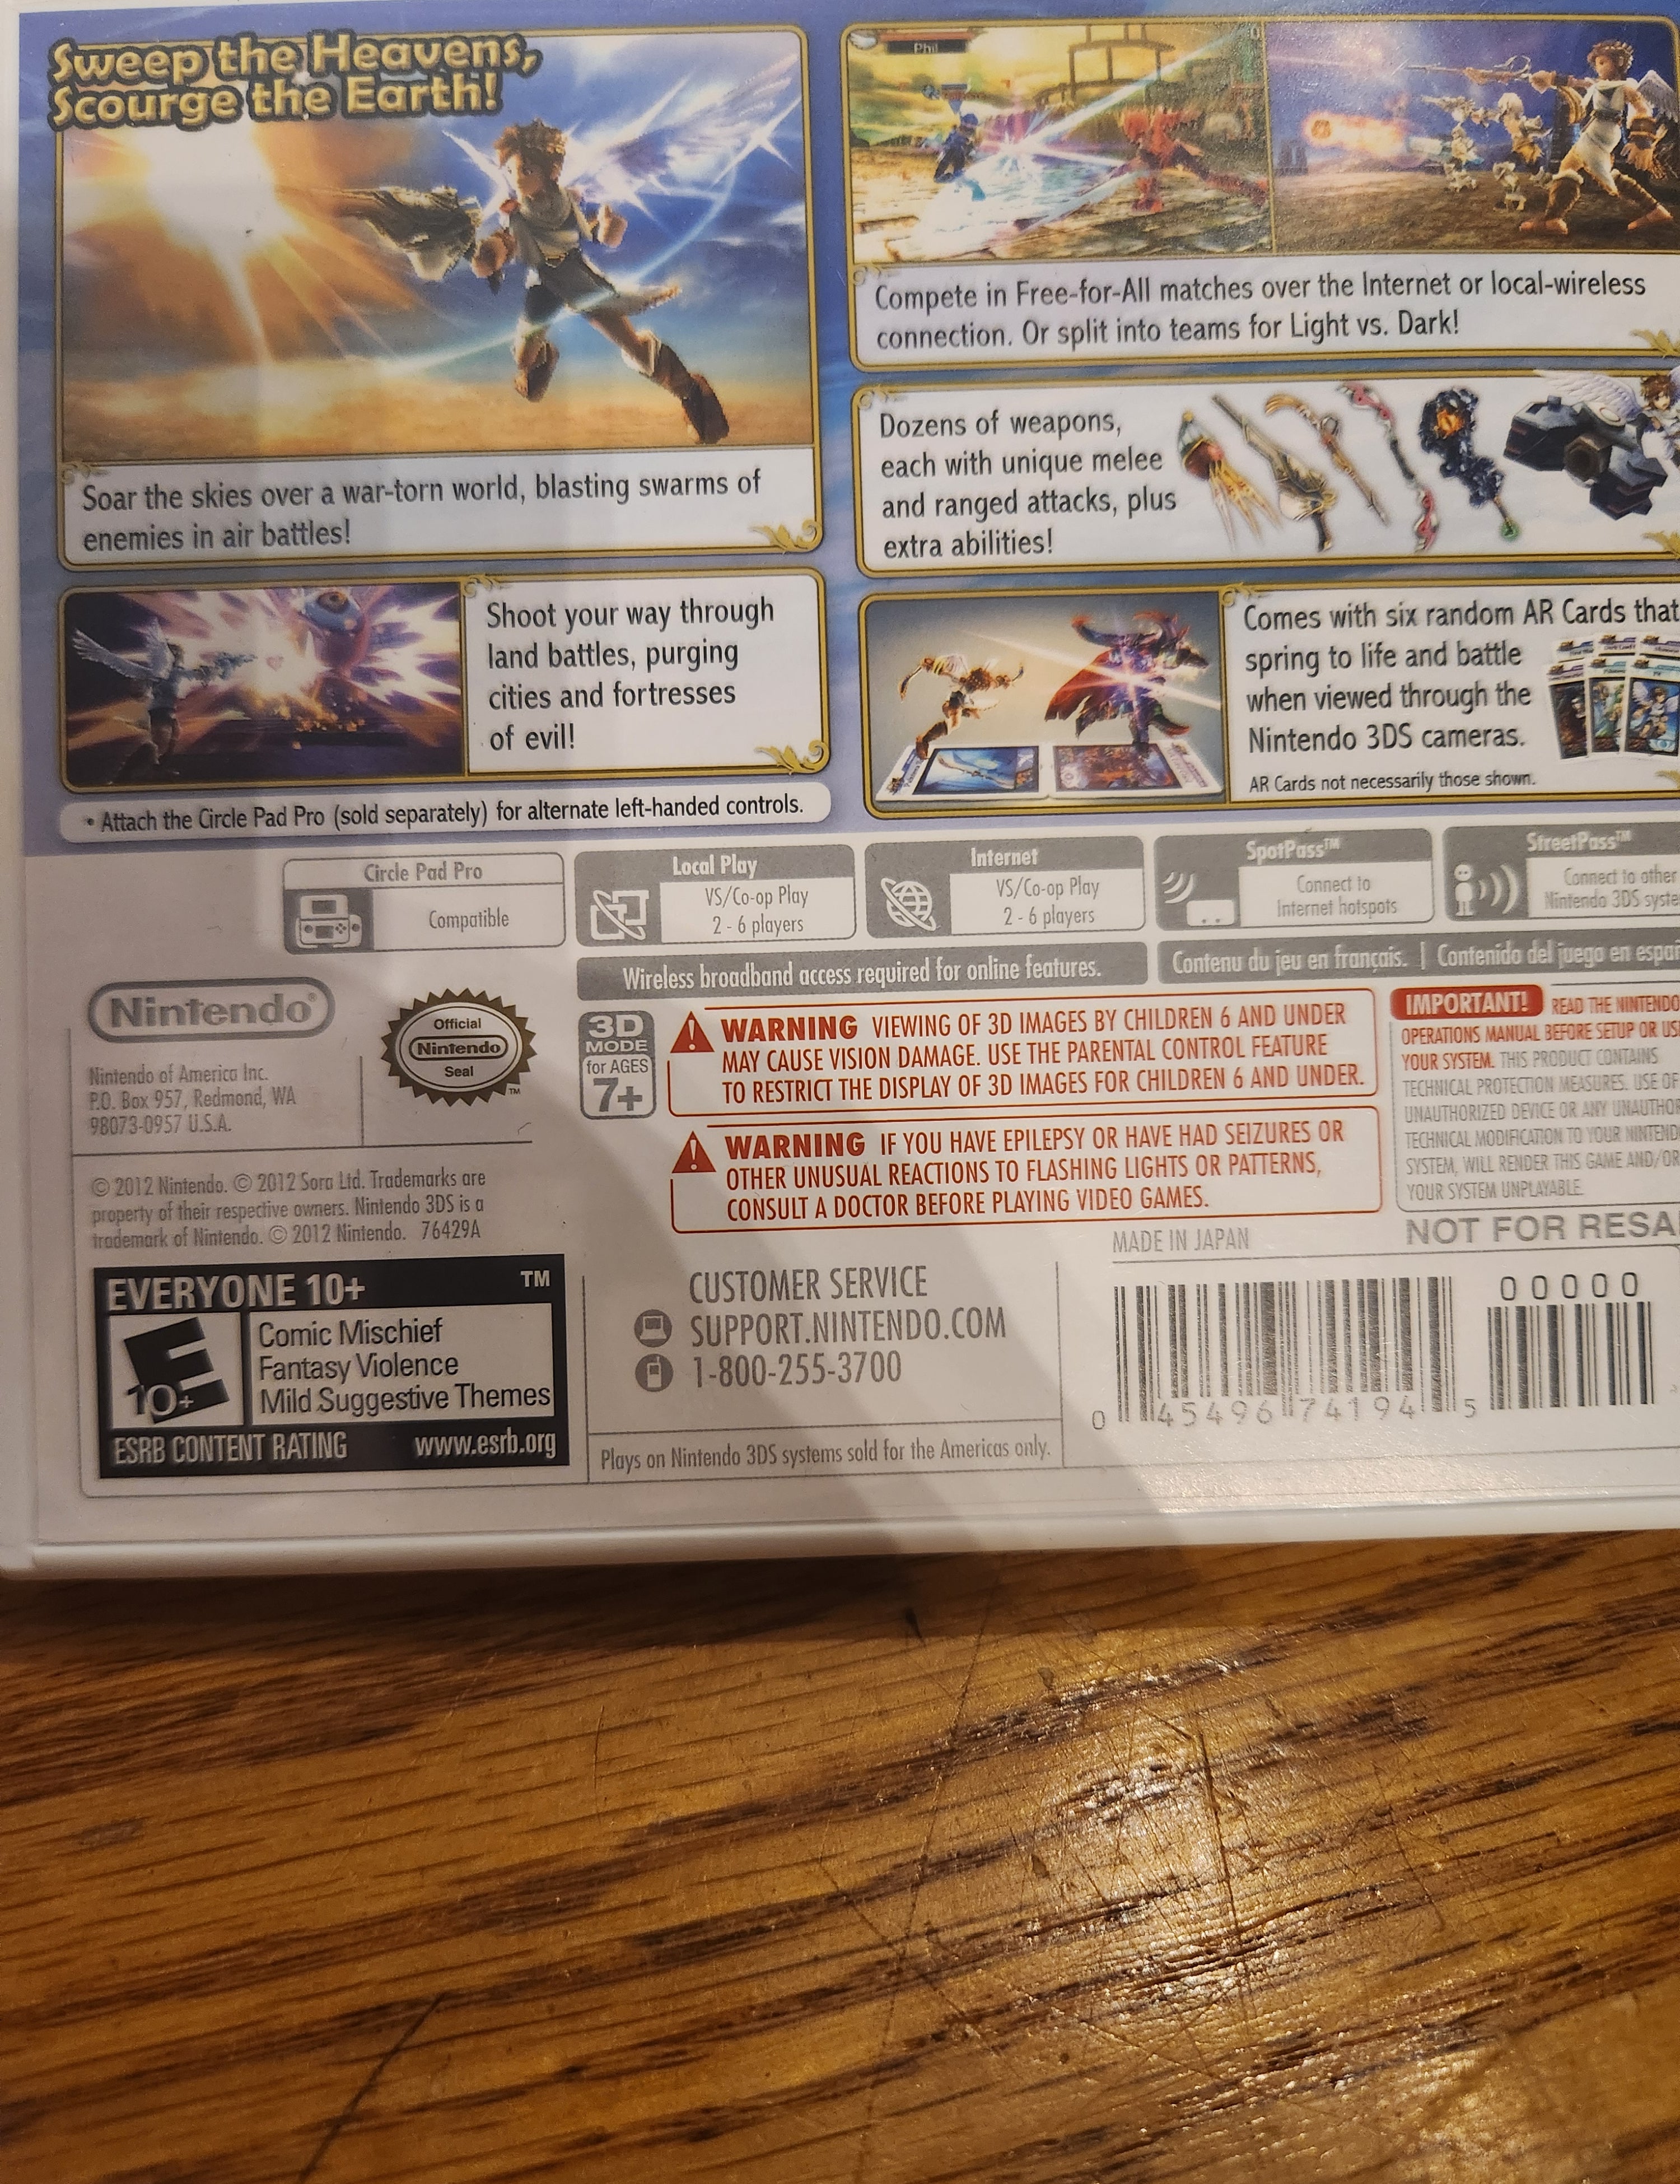 Sweep the Heavens,
Scourge the Earth!
Soar the skies over a war-torn world, blasting swarms of
enemies in air battles!
Shoot your way through
land battles, purging
cities and fortresses
of evil!
• Attach the Circle Pad Pro (sold separately) for alternate left-handed controls.
Phil
Compete in Free-for-All matches over the Internet or local-wireless
connection. Or split into teams for Light vs. Dark!
Dozens of weapons,
each with unique melee
and ranged attacks, plus
extra abilities!
Comes with six random AR Cards that
spring to life and battle
when viewed through the
Nintendo 3DS cameras.
AR Cards not necessarily those shown.
Circle Pad Pro
Compatible
Local Play
VS/Co-op Play
2 - 6 players
Internet
VS/Co-op Play
2 - 6 players
SpotPass™
Connect to
Internet hotspots
StreetPass™
Connect to other
Nintendo 3DS syste
Wireless broadband access required for online features.
Contenu du jeu en français. | Contenido del juego en espa
Nintendo®
Nintendo of America Inc.
P.O. Box 957, Redmond, WA
98073-0957 U.S.A.
Official
Nintendo
Seal
™
© 2012 Nintendo. © 2012 Sora Ltd. Trademarks are
property of their respective owners. Nintendo 3DS is a
trademark of Nintendo. © 2012 Nintendo. 76429A
3D
MODE
for AGES
7+
WARNING VIEWING OF 3D IMAGES BY CHILDREN 6 AND UNDER
MAY CAUSE VISION DAMAGE. USE THE PARENTAL CONTROL FEATURE
TO RESTRICT THE DISPLAY OF 3D IMAGES FOR CHILDREN 6 AND UNDER.
WARNING IF YOU HAVE EPILEPSY OR HAVE HAD SEIZURES OR
OTHER UNUSUAL REACTIONS TO FLASHING LIGHTS OR PATTERNS,
CONSULT A DOCTOR BEFORE PLAYING VIDEO GAMES.
IMPORTANT! READ THE NINTENDO
OPERATIONS MANUAL BEFORE SETUP OR US
YOUR SYSTEM. THIS PRODUCT CONTAINS
TECHNICAL PROTECTION MEASURES. USE OF
UNAUTHORIZED DEVICE OR ANY UNAUTHOR
TECHNICAL MODIFICATION TO YOUR NINTEND
SYSTEM, WILL RENDER THIS GAME AND/OR
YOUR SYSTEM UNPLAYABLE.
MADE IN JAPAN
NOT FOR RESA
EVERYONE 10+ ™
E
10+
Comic Mischief
Fantasy Violence
Mild Suggestive Themes
ESRB CONTENT RATING www.esrb.org
CUSTOMER SERVICE
SUPPORT.NINTENDO.COM
1-800-255-3700
Plays on Nintendo 3DS systems sold for the Americas only.
00000
0 45496 74194 5